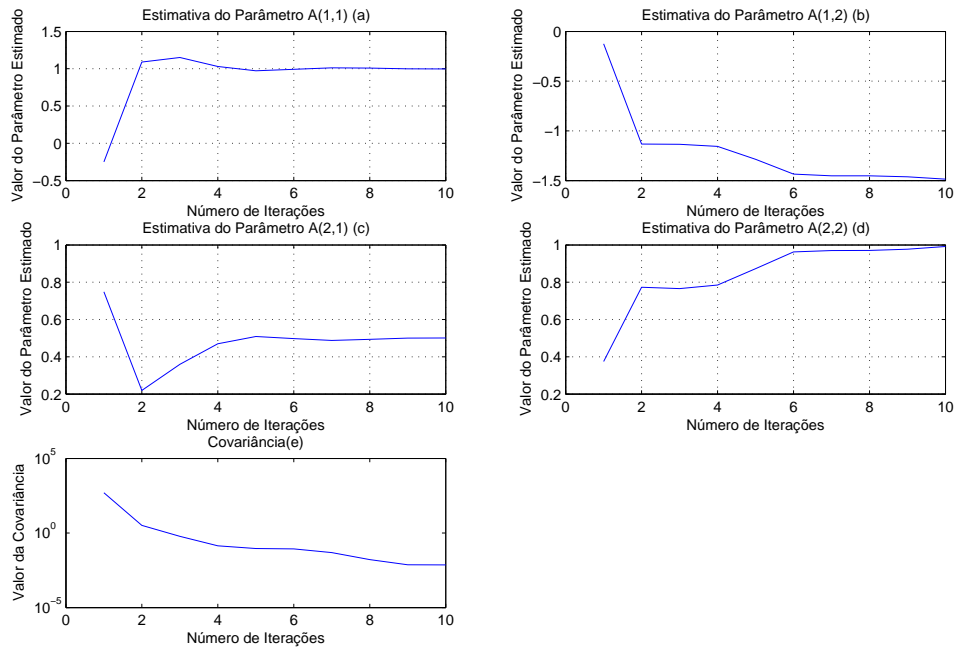 Estimativa do Parâmetro A(1,1) (a)
Valor do Parâmetro Estimado
1.5
1
0.5
0
−0.5
0 2 4 6 8 10
Número de Iterações
Estimativa do Parâmetro A(1,2) (b)
Valor do Parâmetro Estimado
0
−0.5
−1
−1.5
0 2 4 6 8 10
Número de Iterações
Estimativa do Parâmetro A(2,1) (c)
Valor do Parâmetro Estimado
1
0.8
0.6
0.4
0.2
0 2 4 6 8 10
Número de Iterações
Estimativa do Parâmetro A(2,2) (d)
Valor do Parâmetro Estimado
1
0.8
0.6
0.4
0.2
0 2 4 6 8 10
Número de Iterações
Covariância(e)
Valor da Covariância
10^5
10^0
10^−5
0 2 4 6 8 10
Número de Iterações